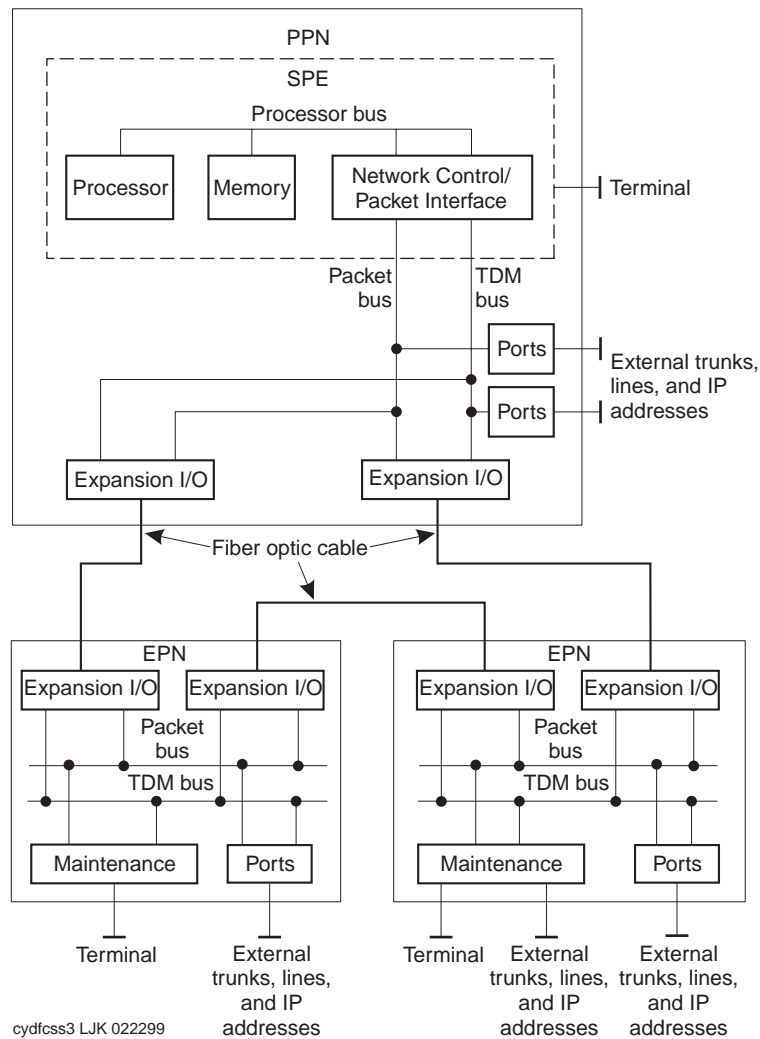 PPN
SPE
Processor bus
Processor
Memory
Network Control/
Packet Interface
Terminal
Packet
bus
TDM
bus
Ports
External trunks,
lines, and IP
addresses
Ports
Expansion I/O
Expansion I/O
Fiber optic cable
EPN
Expansion I/O
Expansion I/O
Packet
bus
TDM bus
Maintenance
Ports
Terminal
External
trunks, lines,
and IP
addresses
EPN
Expansion I/O
Expansion I/O
Packet
bus
TDM bus
Maintenance
Ports
Terminal
External
trunks, lines,
and IP
addresses
External
trunks, lines,
and IP
addresses
cydfcss3 LJK 022299